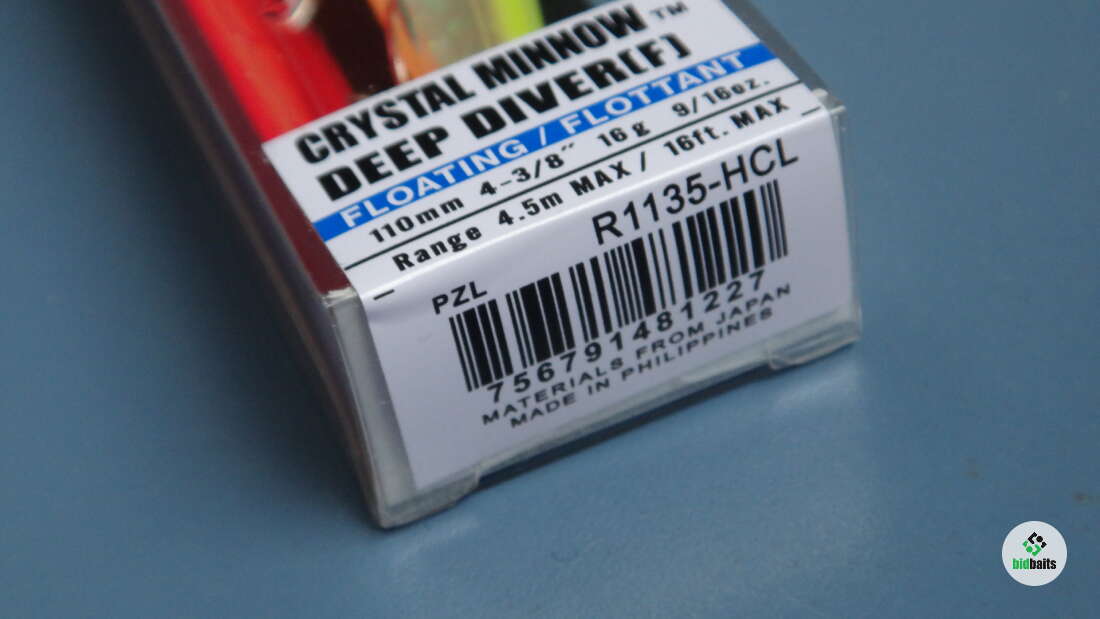 CRYSTAL MINNOW™
DEEP DIVER(F)
FLOATING / FLOTTANT
110mm 4-3/8" 16g 9/16oz.
Range 4.5m MAX / 16ft. MAX
R1135-HCL
PZL
756791481227
MATERIALS FROM JAPAN
MADE IN PHILIPPINES
bidbaits